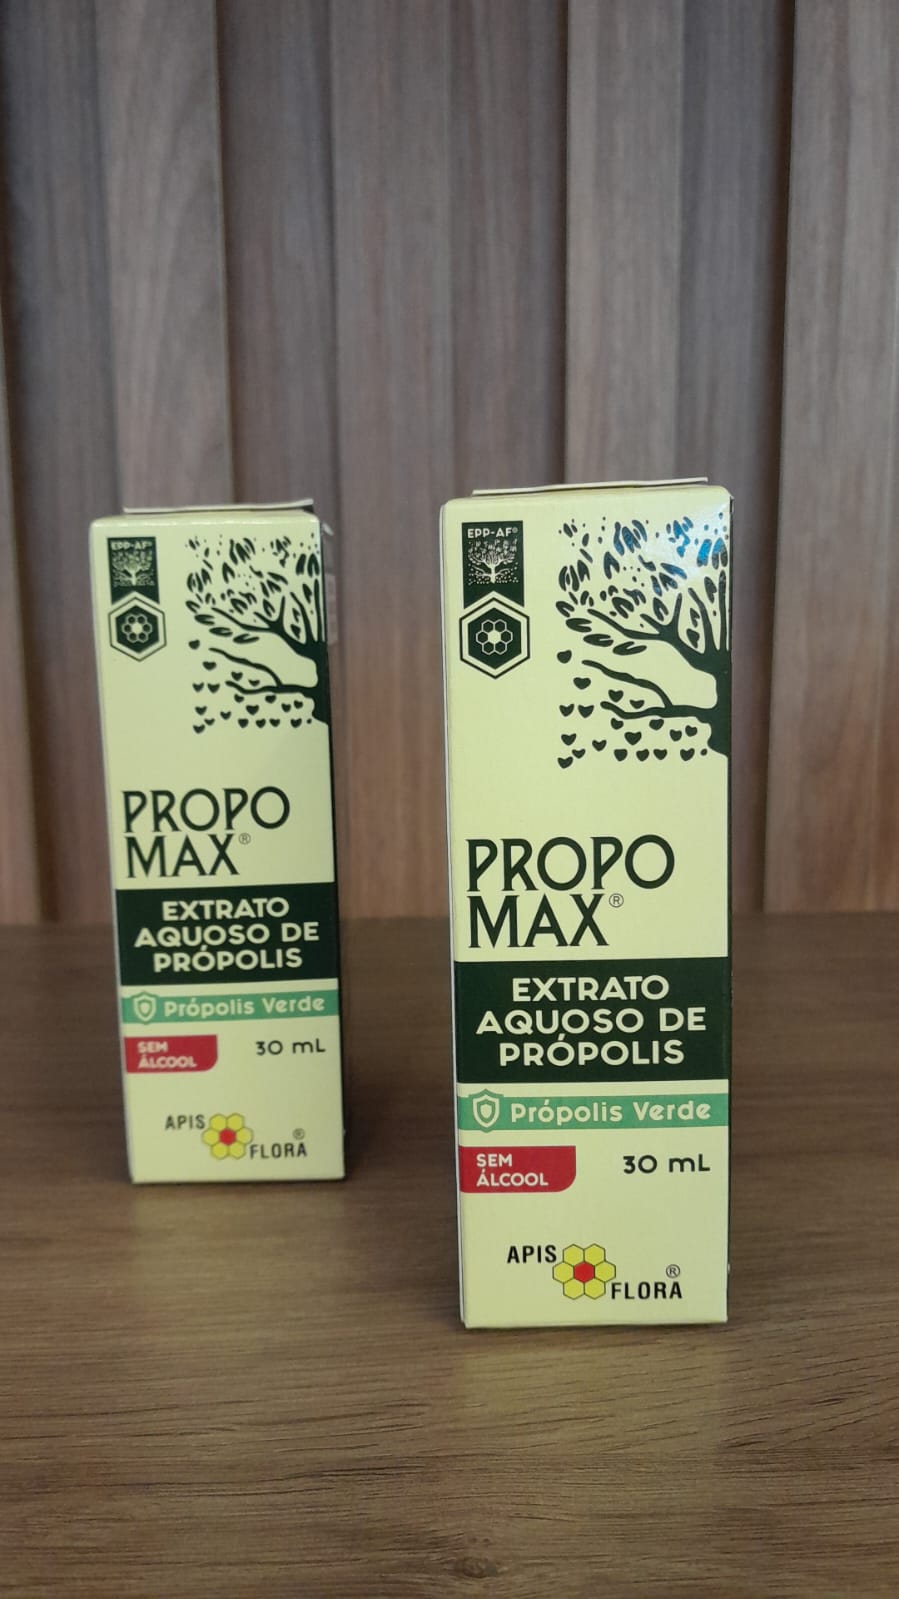 EPP-AF®
PROPO
MAX®
EXTRATO
AQUOSO DE
PRÓPOLIS
Própolis Verde
SEM
ÁLCOOL
30 mL
APIS
FLORA®
EPP-AF®
PROPO
MAX®
EXTRATO
AQUOSO DE
PRÓPOLIS
Própolis Verde
SEM
ÁLCOOL
30 mL
APIS
FLORA®